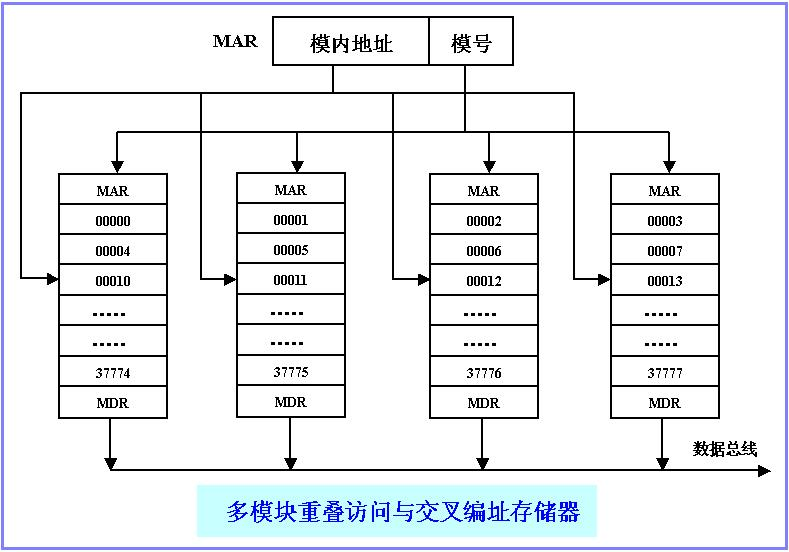 MAR 模内地址 模号
MAR MAR MAR MAR
00000 00001 00002 00003
00004 00005 00006 00007
00010 00011 00012 00013
..... ..... ..... .....
..... ..... ..... .....
37774 37775 37776 37777
MDR MDR MDR MDR
数据总线
多模块重叠访问与交叉编址存储器